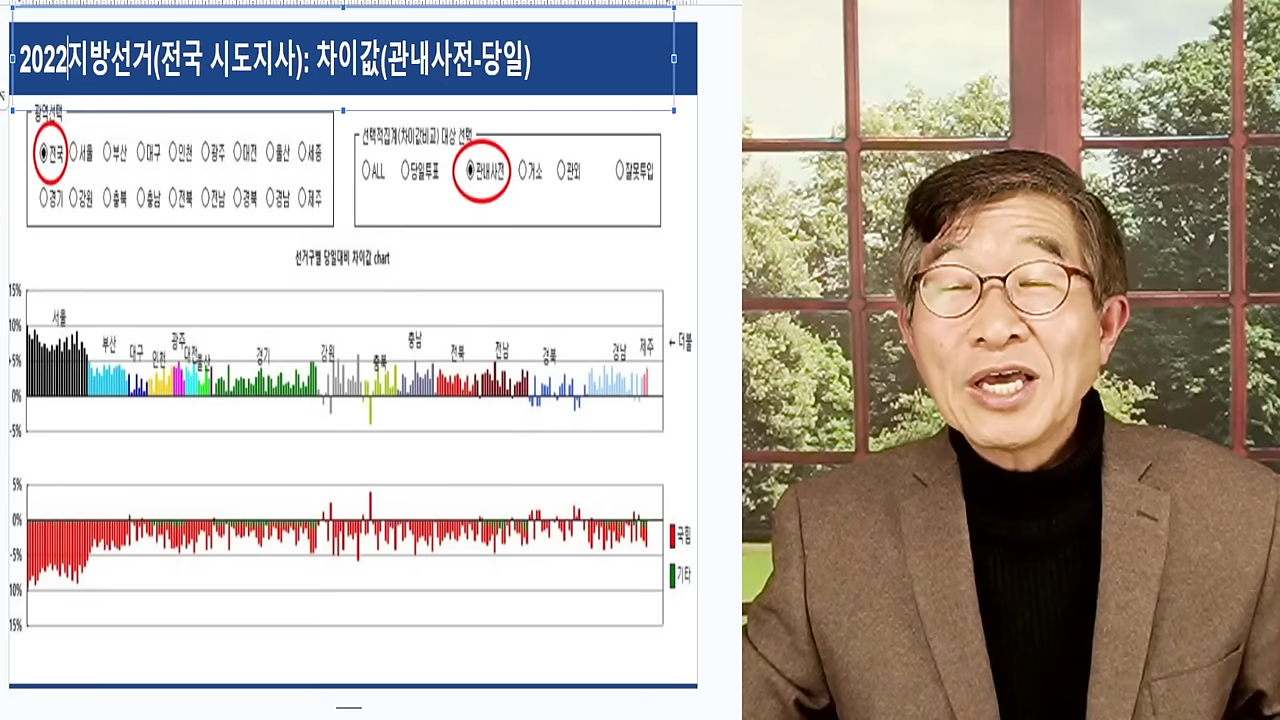 2022지방선거(전국 시도지사): 차이값(관내사전-당일)
광역선택
전국 서울 부산 대구 인천 광주 대전 울산 세종
경기 강원 충북 충남 전북 전남 경북 경남 제주
선택적집계(차이값비교) 대상 선택
ALL 당일투표 관내사전 거소 관외 잘못투입
선거구별 당일대비 차이값 chart
15%
10%
+5%
0%
-5%
서울 부산 대구 인천 광주 대전 울산 경기 강원 충북 충남 전북 전남 경북 경남 제주
← 더불
5%
0%
-5%
10%
15%
국힘
기타